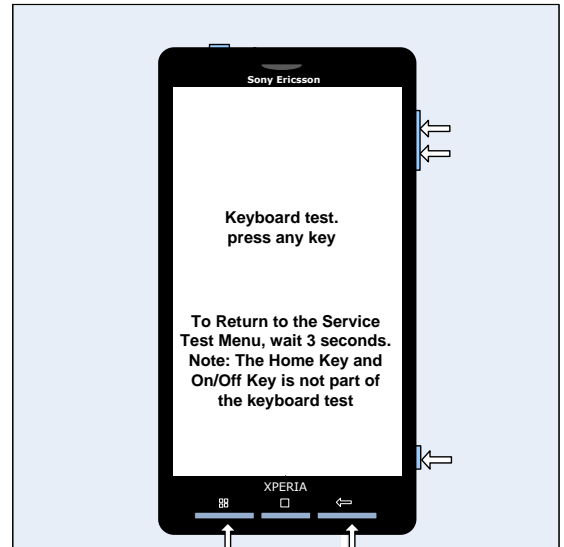 Sony Ericsson
Keyboard test.
press any key
To Return to the Service
Test Menu, wait 3 seconds.
Note: The Home Key and
On/Off Key is not part of
the keyboard test
XPERIA